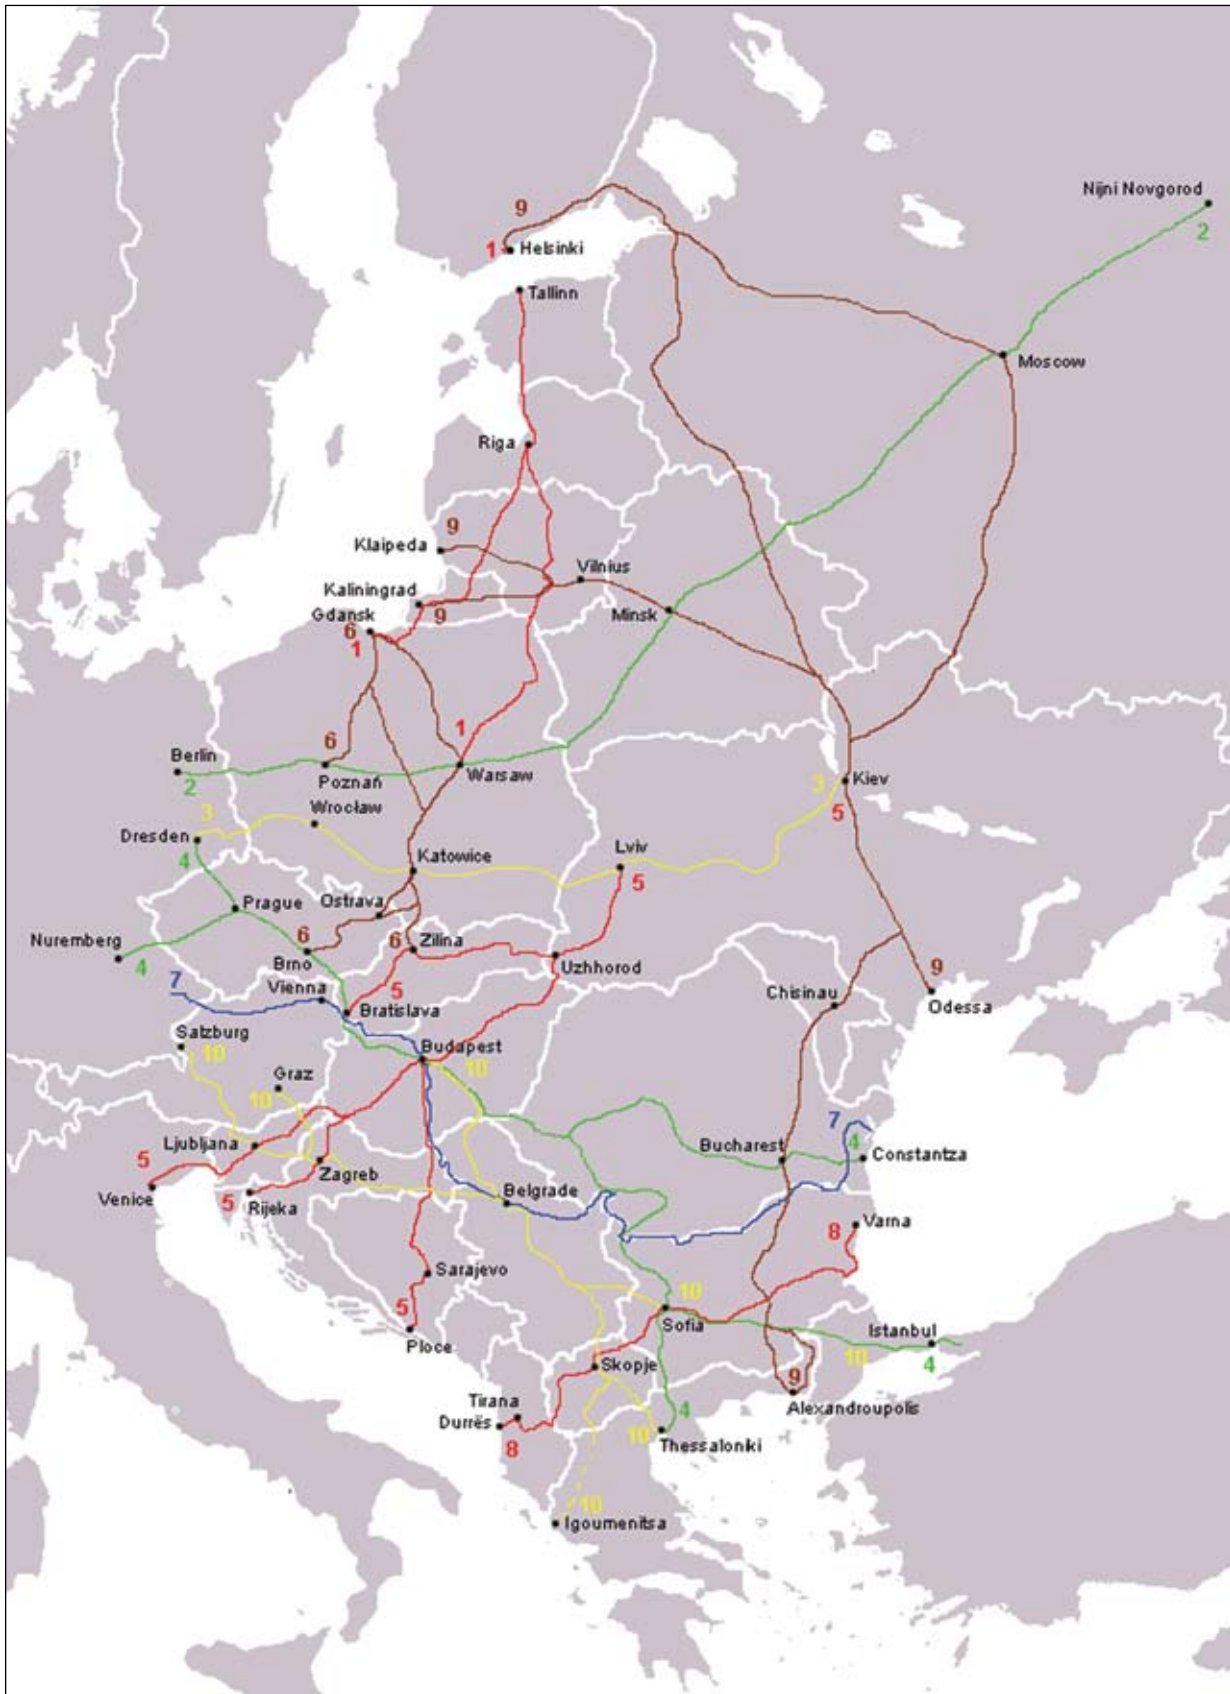 Nijni Novgorod
2
9
1
Helsinki
Tallinn
Moscow
Riga
9
Klaipeda
Vilnius
Kaliningrad
9
Minsk
Gdansk
6
1
1
6
Berlin
2
Poznań
Warsaw
Kiev
3
5
3
Wrocław
Dresden
4
Katowice
Lviv
5
Prague
Ostrava
Nuremberg
4
6
Brno
6
Zilina
Uzhhorod
9
Odessa
7
Vienna
5
Bratislava
Chisinau
Salzburg
10
Budapest
10
Graz
10
Ljubljana
7
4
Bucharest
Constantza
5
Venice
Zagreb
5
Rijeka
Belgrade
8
Varna
Sarajevo
5
Ploce
10
Sofia
Istanbul
10
4
Skopje
9
Alexandroupolis
Tirana
Durrës
8
4
10
Thessaloniki
10
Igoumenitsa